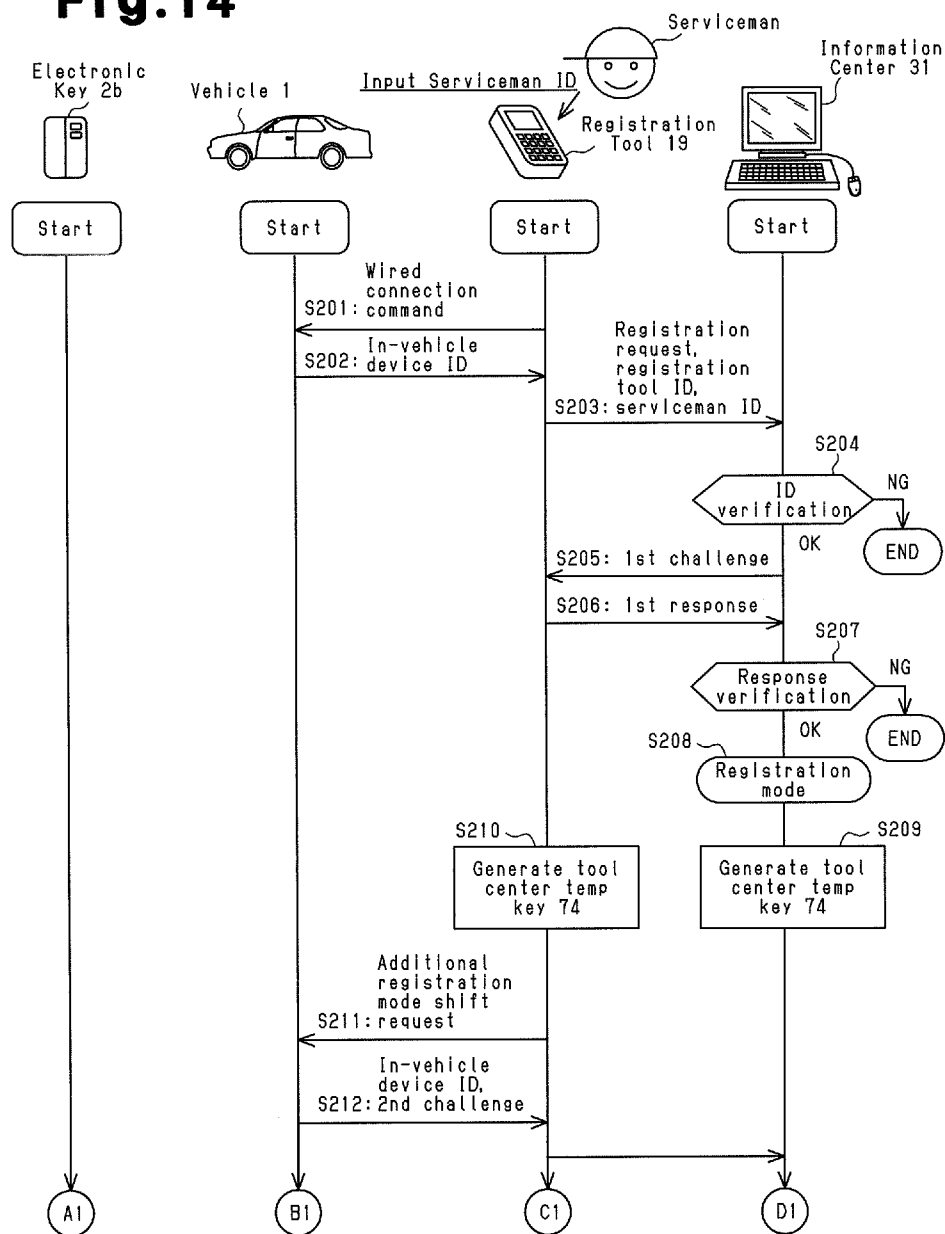 Fig.14
Serviceman
Electronic
Key 2b
Vehicle 1
Input Serviceman ID
Registration
Tool 19
Information
Center 31
Start
Start
Start
Start
Wired
connection
S201: command
In-vehicle
S202: device ID
Registration
request,
registration
tool ID,
S203: serviceman ID
S204
ID
verification
NG
END
OK
S205: 1st challenge
S206: 1st response
S207
Response
verification
NG
END
OK
S208
Registration
mode
S210
Generate tool
center temp
key 74
S209
Generate tool
center temp
key 74
Additional
registration
mode shift
S211: request
In-vehicle
device ID,
S212: 2nd challenge
A1
B1
C1
D1